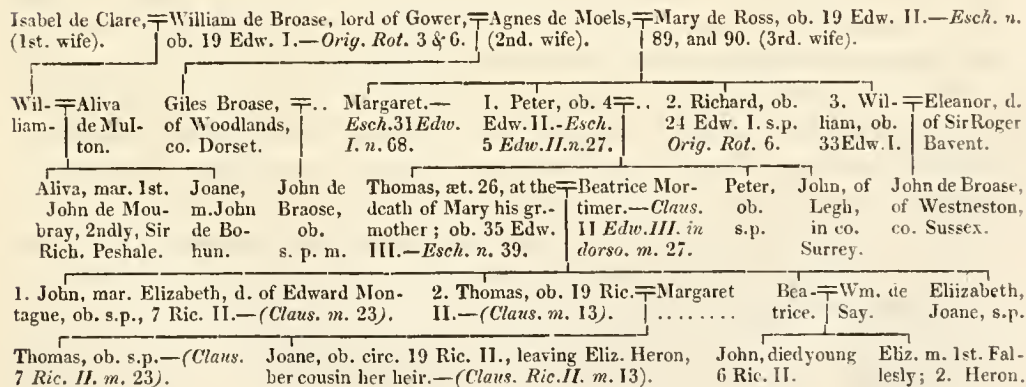 Isabel de Clare,╤William de Broase, lord of Gower,╤Agnes de Moels,╤Mary de Ross, ob. 19 Edw. II.—Esch. n.
(1st. wife). ob. 19 Edw. I.—Orig. Rot. 3 & 6. (2nd. wife). 89, and 90. (3rd. wife).
Wil-╤Aliva Giles Broase, ╤.. Margaret.— 1. Peter, ob. 4╤.. 2. Richard, ob. 3. Wil-╤Eleanor, d.
liam- de Mul- of Woodlands, Esch.31 Edw. Edw. II.-Esch. 24 Edw. I. s.p. liam, ob. of Sir Roger
ton. co. Dorset. I. n. 68. 5 Edw.II.n.27. Orig. Rot. 6. 33Edw.I. Bavent.
Aliva, mar. 1st. Joane, John de Thomas, æt. 26, at the╤Beatrice Mor- Peter, John, of John de Broase,
John de Mou- m.John Braose, death of Mary his gr.- timer.—Claus. ob. Legh, of Westneston,
bray, 2ndly, Sir de Bo- ob. mother; ob. 35 Edw. 11 Edw.III. in s.p. in co. co. Sussex.
Rich. Peshale. hun. s. p. m. III.—Esch. n. 39. dorso. m. 27. Surrey.
1. John, mar. Elizabeth, d. of Edward Mon- 2. Thomas, ob. 19 Ric.╤Margaret Bea-╤Wm. de Eliizabeth,
tague, ob. s.p., 7 Ric. II.—(Claus. m. 23). II.—(Claus. m. 13). ........ trice. Say. Joane, s.p.
Thomas, ob. s.p.—(Claus. Joane, ob. circ. 19 Ric. II., leaving Eliz. Heron, John, died young Eliz. m. 1st. Fal-
7 Ric. II. m. 23). her cousin her heir.—(Claus. Ric.II. m. 13). 6 Ric. II. lesly; 2. Heron,